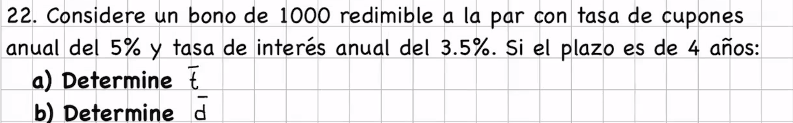 22. Considere un bono de 1000 redimible a la par con tasa de cupones
anual del 5% y tasa de interés anual del 3.5%. Si el plazo es de 4 años:
a) Determine t̅
b) Determine d̅